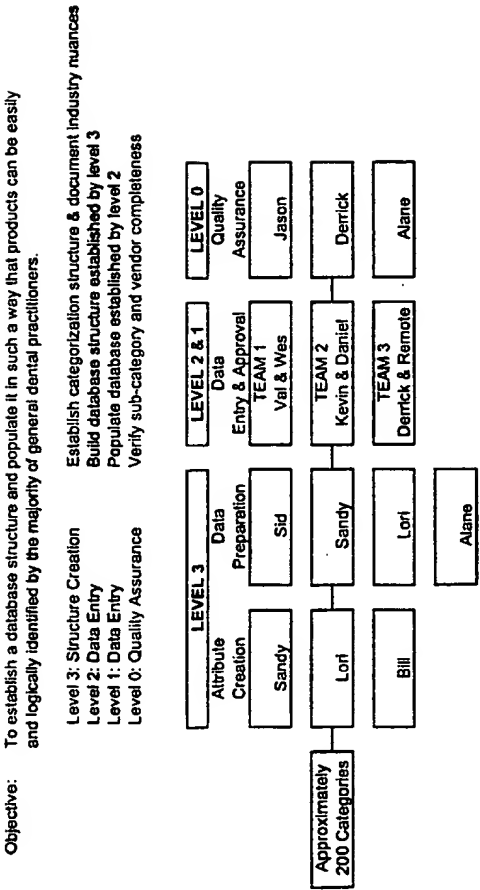 Objective: To establish a database structure and populate it in such a way that products can be easily
and logically identified by the majority of general dental practitioners.
Level 3: Structure Creation Establish categorization structure & document industry nuances
Level 2: Data Entry Build database structure established by level 3
Level 1: Data Entry Populate database established by level 2
Level 0: Quality Assurance Verify sub-category and vendor completeness
LEVEL 3
Attribute
Creation
Data
Preparation
LEVEL 2 & 1
Data
Entry & Approval
LEVEL 0
Quality
Assurance
Sandy
Sid
TEAM 1
Val & Wes
Jason
Approximately
200 Categories
Lori
Sandy
TEAM 2
Kevin & Daniel
Derrick
Bill
Lori
TEAM 3
Derrick & Remote
Alane
Alane